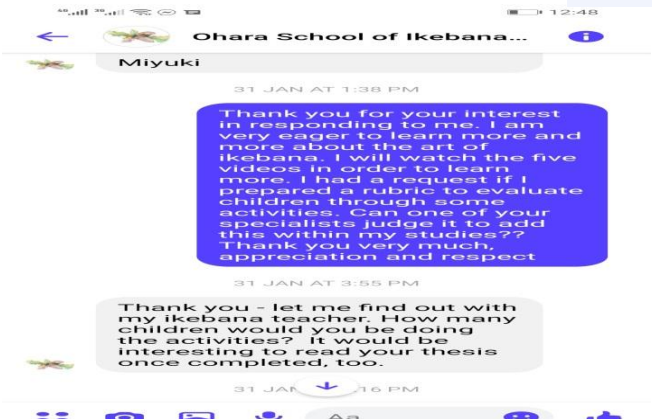 12:48
Ohara School of Ikebana...
Miyuki
31 JAN AT 1:38 PM
Thank you for your interest
in responding to me. I am
very eager to learn more and
more about the art of
ikebana. I will watch the five
videos in order to learn
more. I had a request if I
prepared a rubric to evaluate
children through some
activities. Can one of your
specialists judge it to add
this within my studies??
Thank you very much,
appreciation and respect
31 JAN AT 3:55 PM
Thank you - let me find out with
my ikebana teacher. How many
children would you be doing
the activities? It would be
interesting to read your thesis
once completed, too.
31 JAN 16 PM
Aa